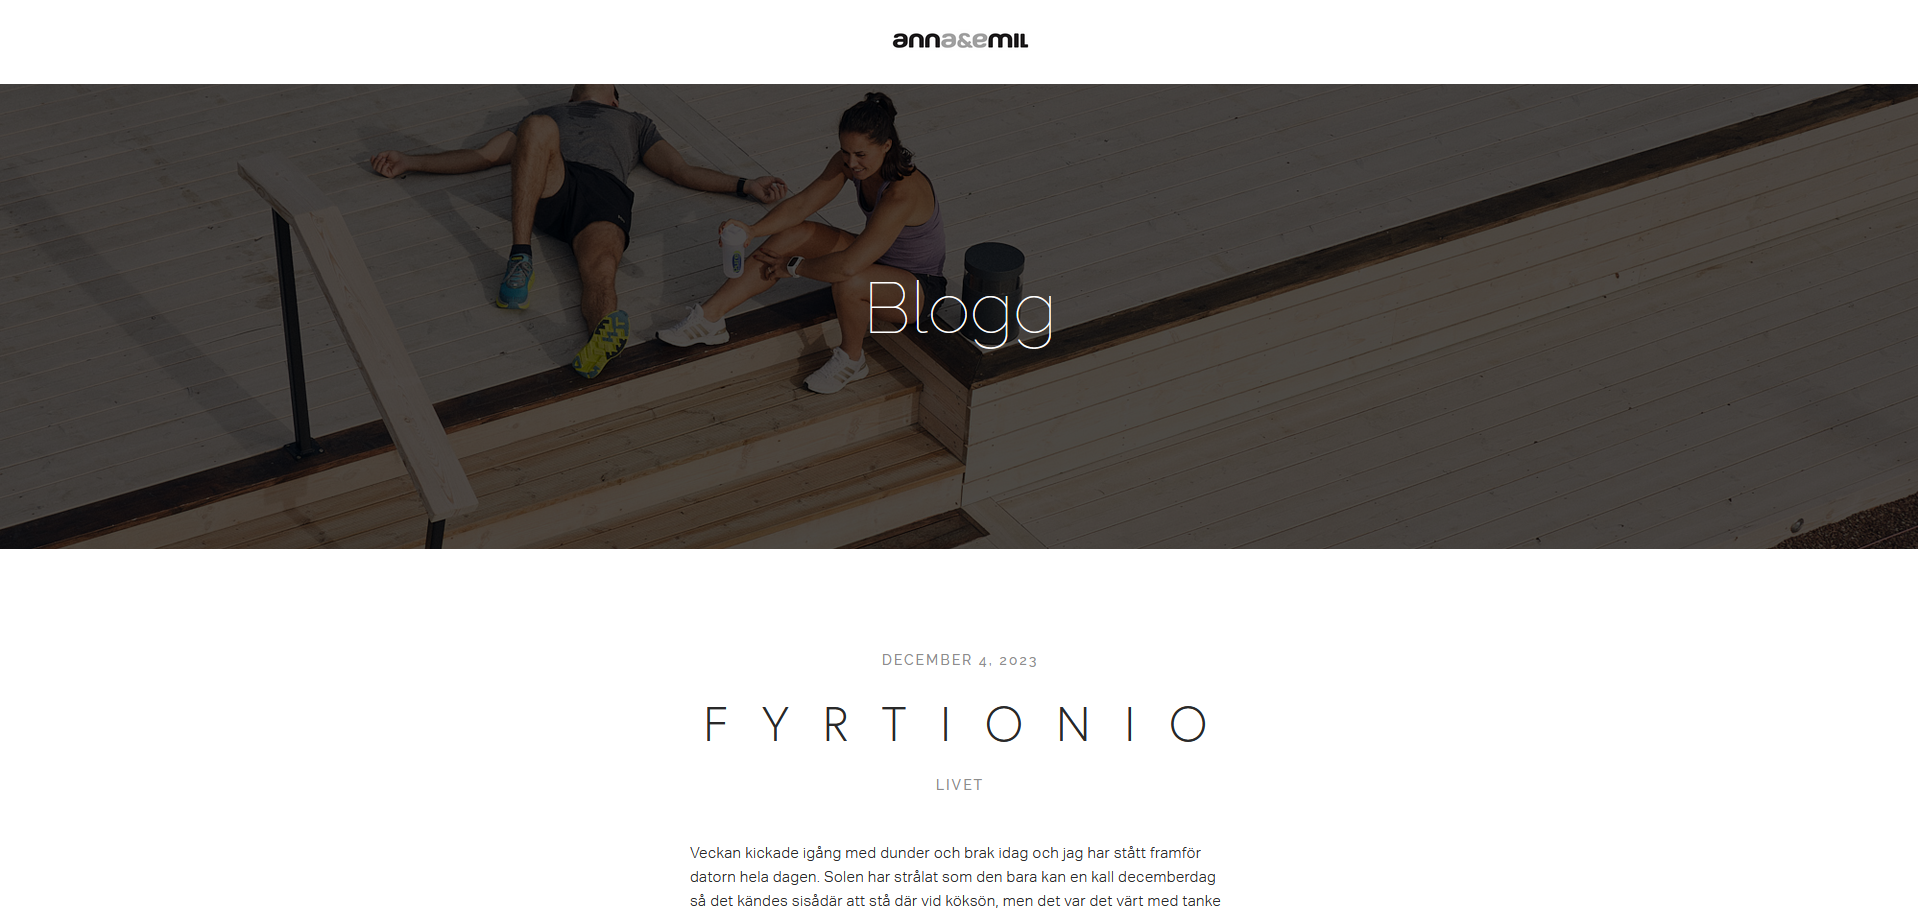 anna&emil
Blogg
DECEMBER 4, 2023
FYRTIONIO
LIVET
Veckan kickade igång med dunder och brak idag och jag har stått framför
datorn hela dagen. Solen har strålat som den bara kan en kall decemberdag
så det kändes sisådär att stå där vid köksön, men det var det värt med tanke